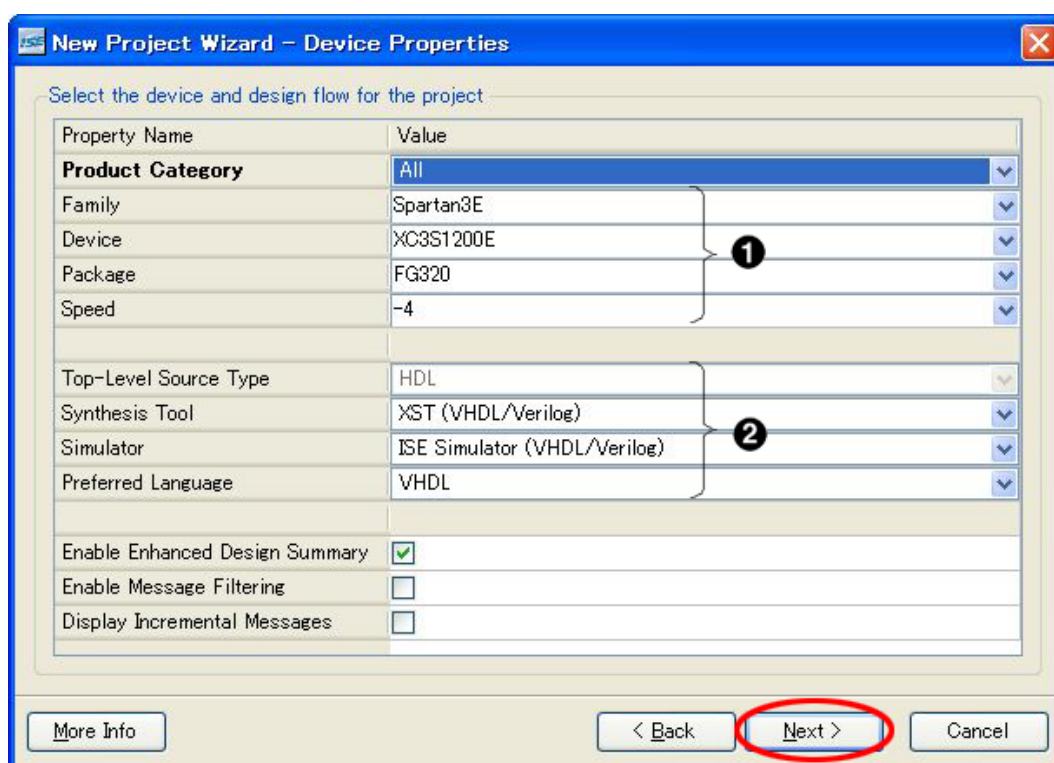 ISE New Project Wizard - Device Properties
Select the device and design flow for the project
Property Name Value
Product Category All
Family Spartan3E
Device XC3S1200E
Package FG320
Speed -4
❶
Top-Level Source Type HDL
Synthesis Tool XST (VHDL/Verilog)
Simulator ISE Simulator (VHDL/Verilog)
Preferred Language VHDL
❷
Enable Enhanced Design Summary
Enable Message Filtering
Display Incremental Messages
More Info < Back Next > Cancel